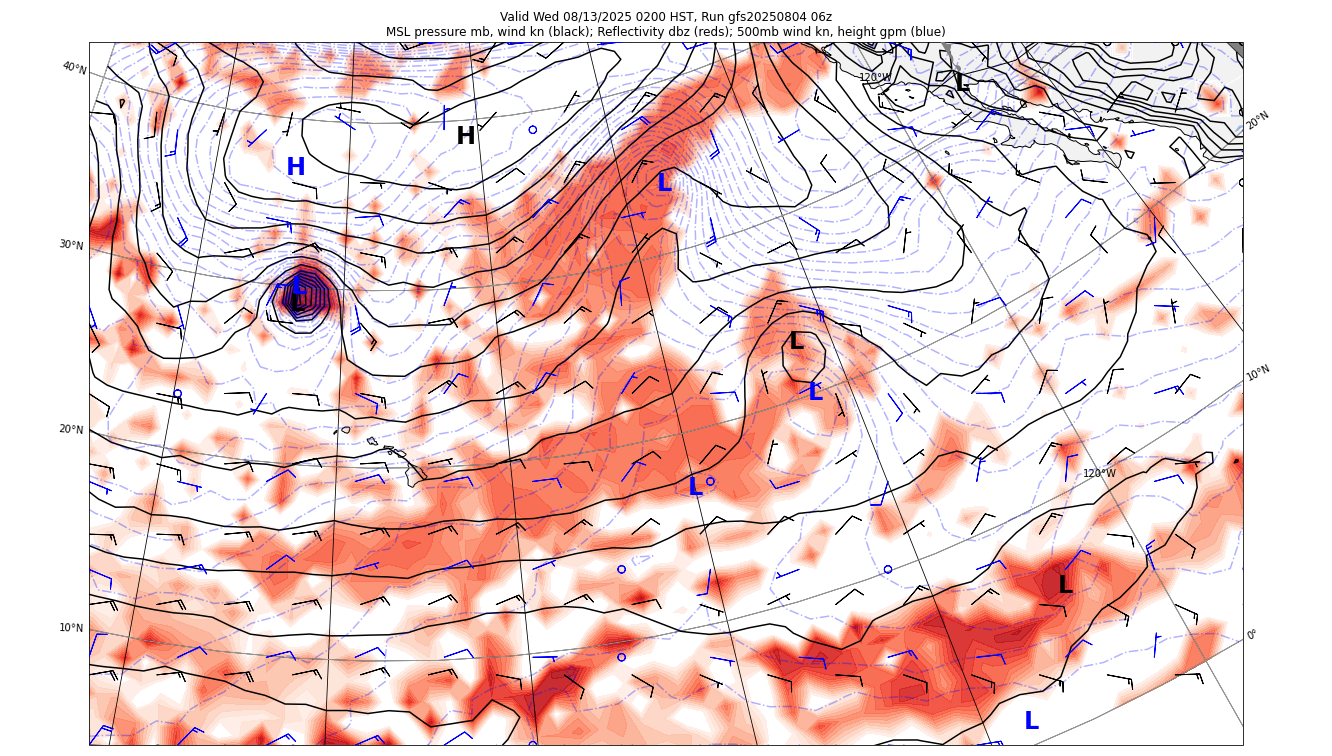 Valid Wed 08/13/2025 0200 HST, Run gfs20250804 06z
MSL pressure mb, wind kn (black); Reflectivity dbz (reds); 500mb wind kn, height gpm (blue)
40°N
120°W
L
20°N
H
H
L
30°N
L
L
L
10°N
L
20°N
120°W
L
L
10°N
0°
L